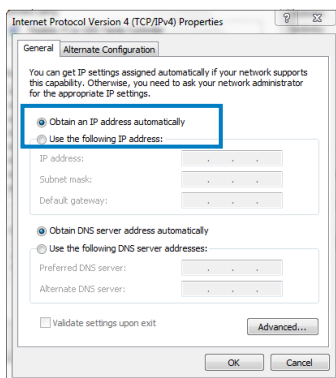 Internet Protocol Version 4 (TCP/IPv4) Properties
General Alternate Configuration
You can get IP settings assigned automatically if your network supports
this capability. Otherwise, you need to ask your network administrator
for the appropriate IP settings.
Obtain an IP address automatically
Use the following IP address:
IP address:
Subnet mask:
Default gateway:
Obtain DNS server address automatically
Use the following DNS server addresses:
Preferred DNS server:
Alternate DNS server:
Validate settings upon exit
Advanced...
OK Cancel